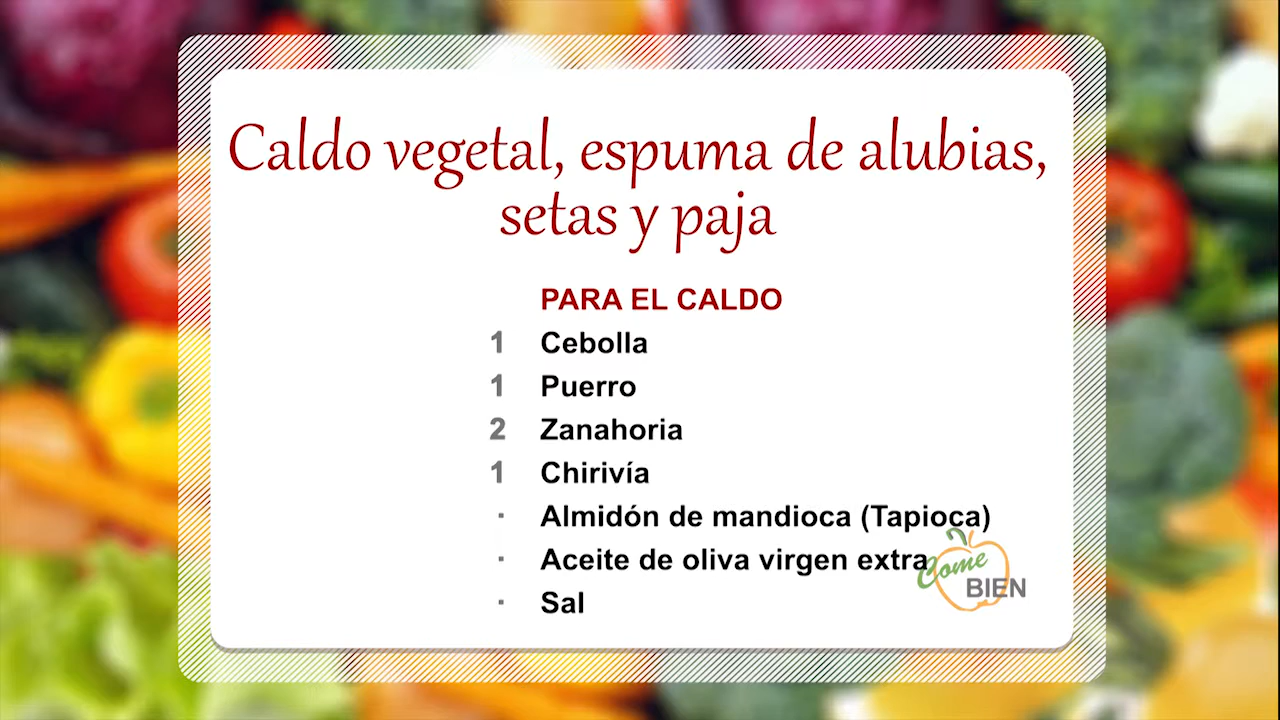 Caldo vegetal, espuma de alubias,
setas y paja
PARA EL CALDO
1 Cebolla
1 Puerro
2 Zanahoria
1 Chirivía
· Almidón de mandioca (Tapioca)
· Aceite de oliva virgen extra
· Sal
Come
BIEN